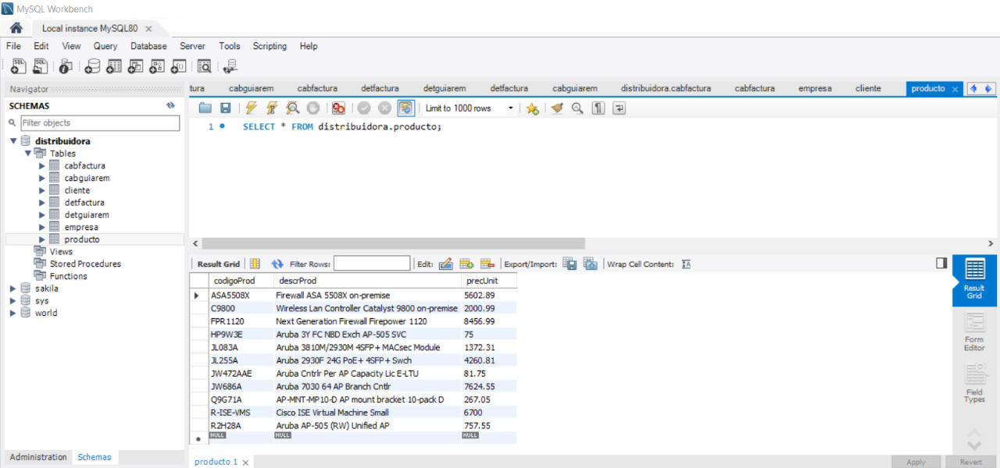 MySQL Workbench
Local instance MySQL80
File Edit View Query Database Server Tools Scripting Help
Navigator
SCHEMAS
Filter objects
distribuidora
Tables
cabfactura
cabguiarem
cliente
detfactura
detguiarem
empresa
producto
Views
Stored Procedures
Functions
sakila
sys
world
Administration Schemas
tura cabguiarem cabfactura detfactura detguiarem detfactura cabguiarem distribuidora.cabfactura cabfactura empresa cliente producto
Limit to 1000 rows
1 SELECT * FROM distribuidora.producto;
Result Grid Filter Rows: Edit: Export/Import: Wrap Cell Content:
codigoProd descrProd precUnit
ASA5508X Firewall ASA 5508X on-premise 5602.89
C9800 Wireless Lan Controller Catalyst 9800 on-premise 2000.99
FPR1120 Next Generation Firewall Firepower 1120 8456.99
HP9W3E Aruba 3Y FC NBD Exch AP-505 SVC 75
JL083A Aruba 3810M/2930M 4SFP+ MACsec Module 1372.31
JL255A Aruba 2930F 24G PoE+ 4SFP+ Swch 4260.81
JW472AAE Aruba Cntrlr Per AP Capacity Lic E-LTU 81.75
JW686A Aruba 7030 64 AP Branch Cntlr 7624.55
Q9G71A AP-MNT-MP10-D AP mount bracket 10-pack D 267.05
R-ISE-VMS Cisco ISE Virtual Machine Small 6700
R2H28A Aruba AP-505 (RW) Unified AP 757.55
NULL NULL NULL
Result
Grid
Form
Editor
Field
Types
producto 1
Apply Revert